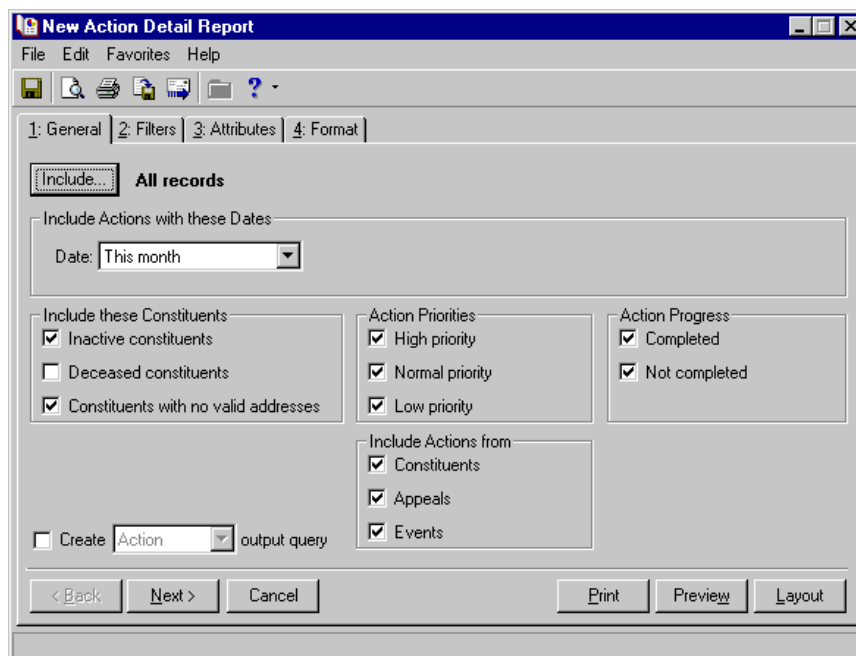 New Action Detail Report
File Edit Favorites Help
1: General 2: Filters 3: Attributes 4: Format
Include... All records
Include Actions with these Dates
Date: This month
Include these Constituents
Inactive constituents
Deceased constituents
Constituents with no valid addresses
Action Priorities
High priority
Normal priority
Low priority
Action Progress
Completed
Not completed
Include Actions from
Constituents
Appeals
Events
Create Action output query
< Back Next > Cancel Print Preview Layout